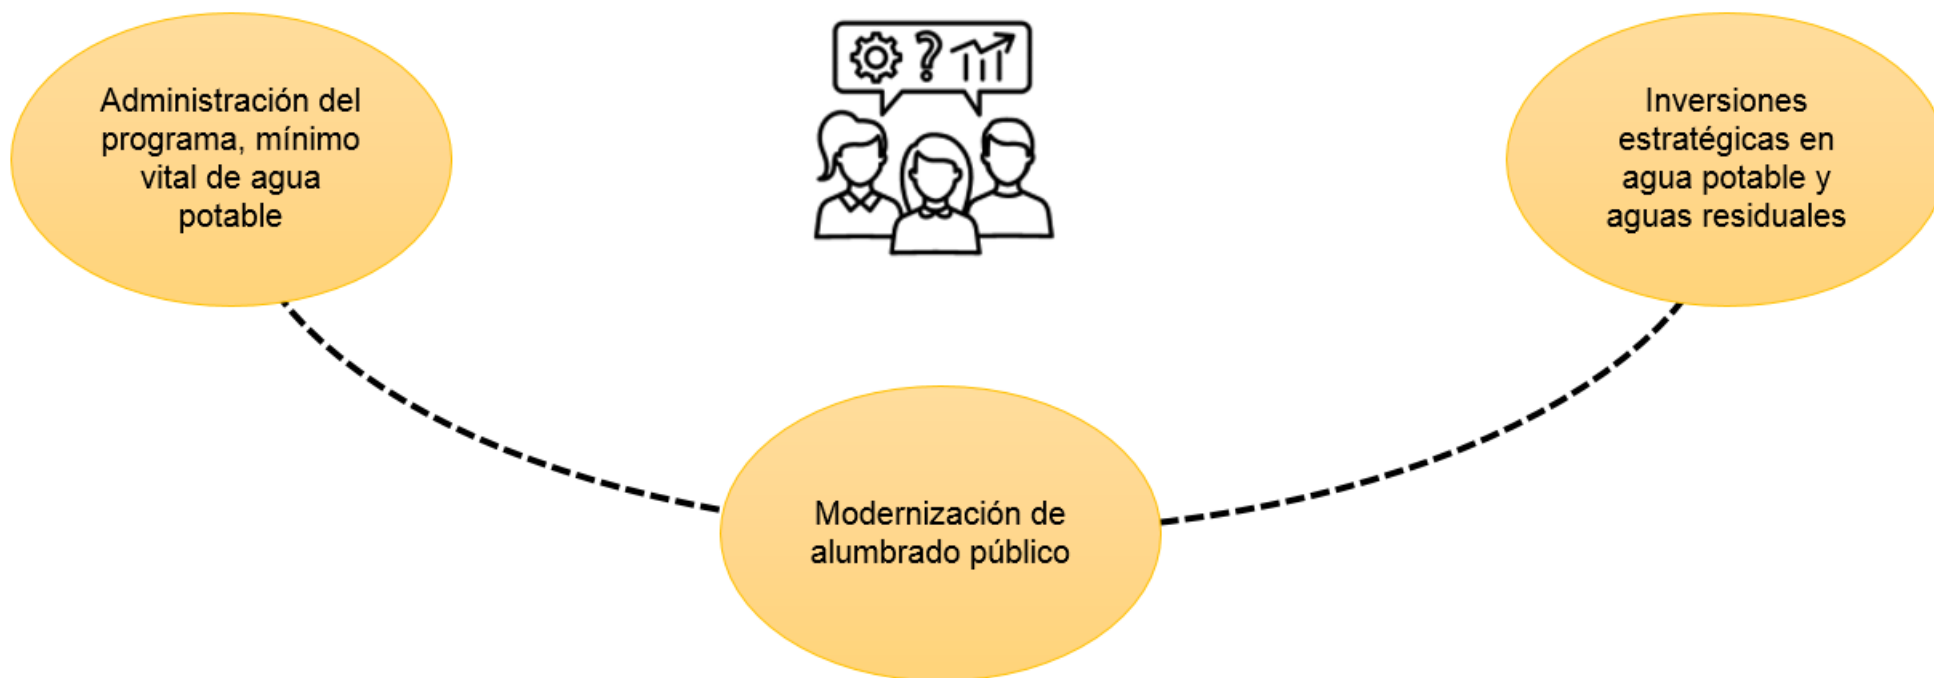 Administración del
programa, mínimo
vital de agua
potable
?
Inversiones
estratégicas en
agua potable y
aguas residuales
Modernización de
alumbrado público